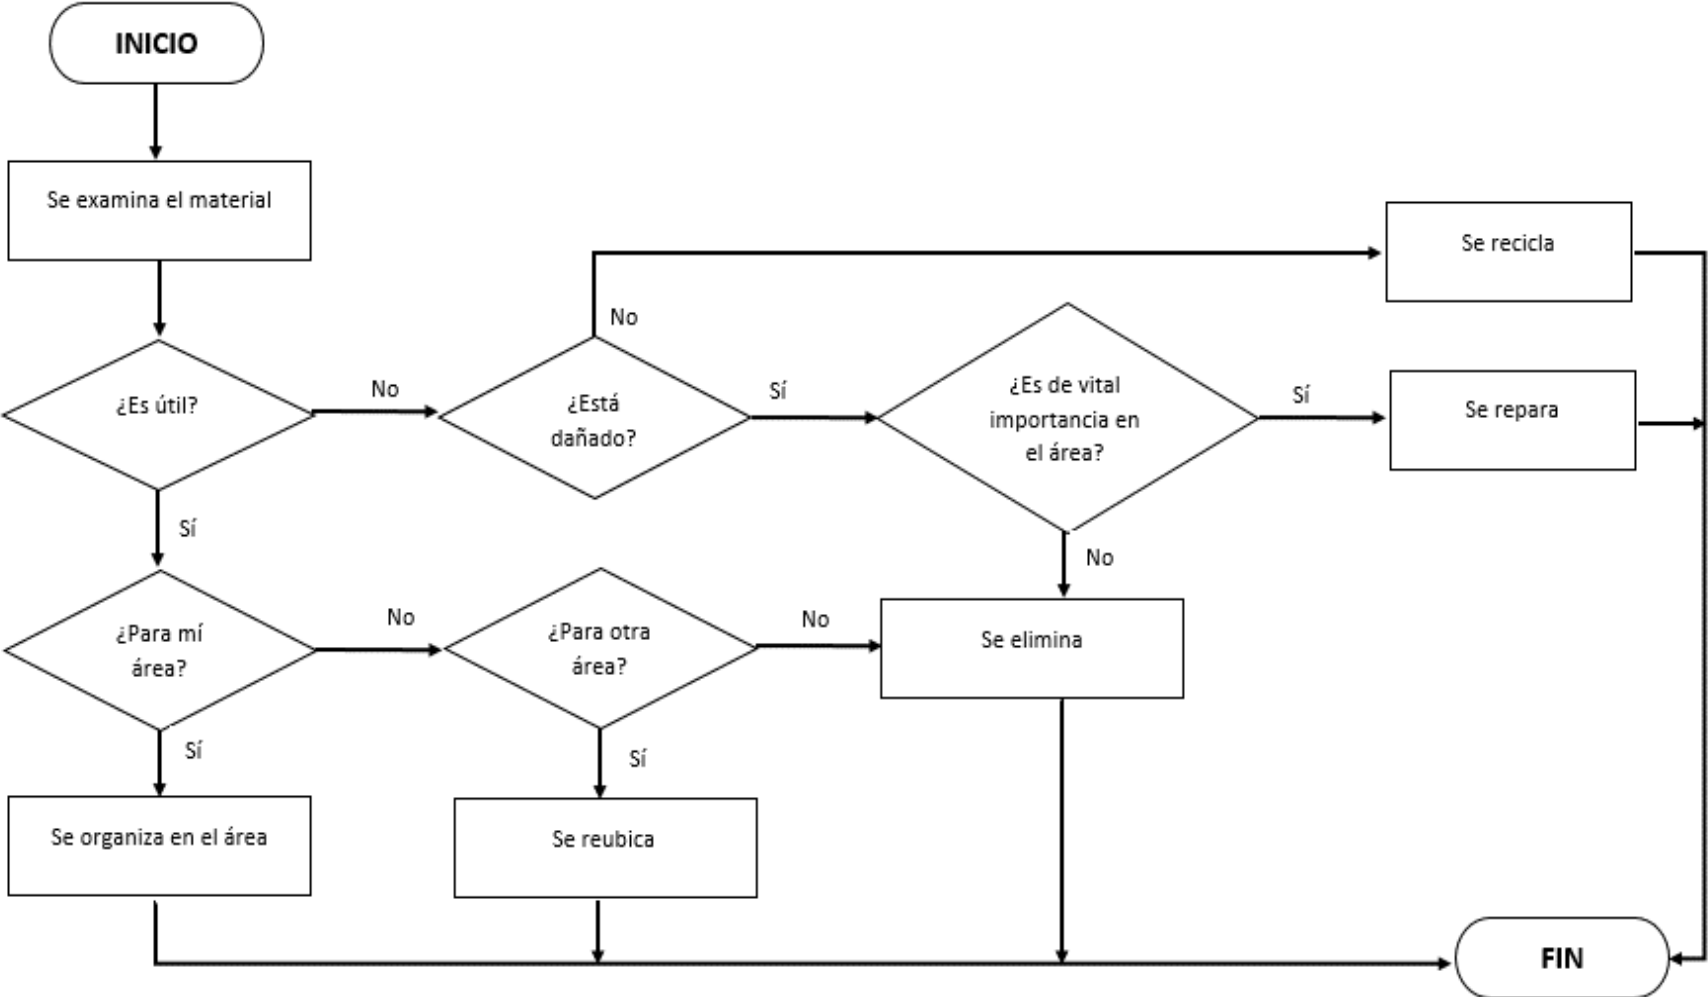 INICIO
Se examina el material
Se recicla
No
¿Es útil?
No
¿Está
dañado?
Sí
¿Es de vital
importancia en
el área?
Sí
Se repara
Sí
No
¿Para mí
área?
No
¿Para otra
área?
No
Se elimina
Sí
Sí
Se organiza en el área
Se reubica
FIN